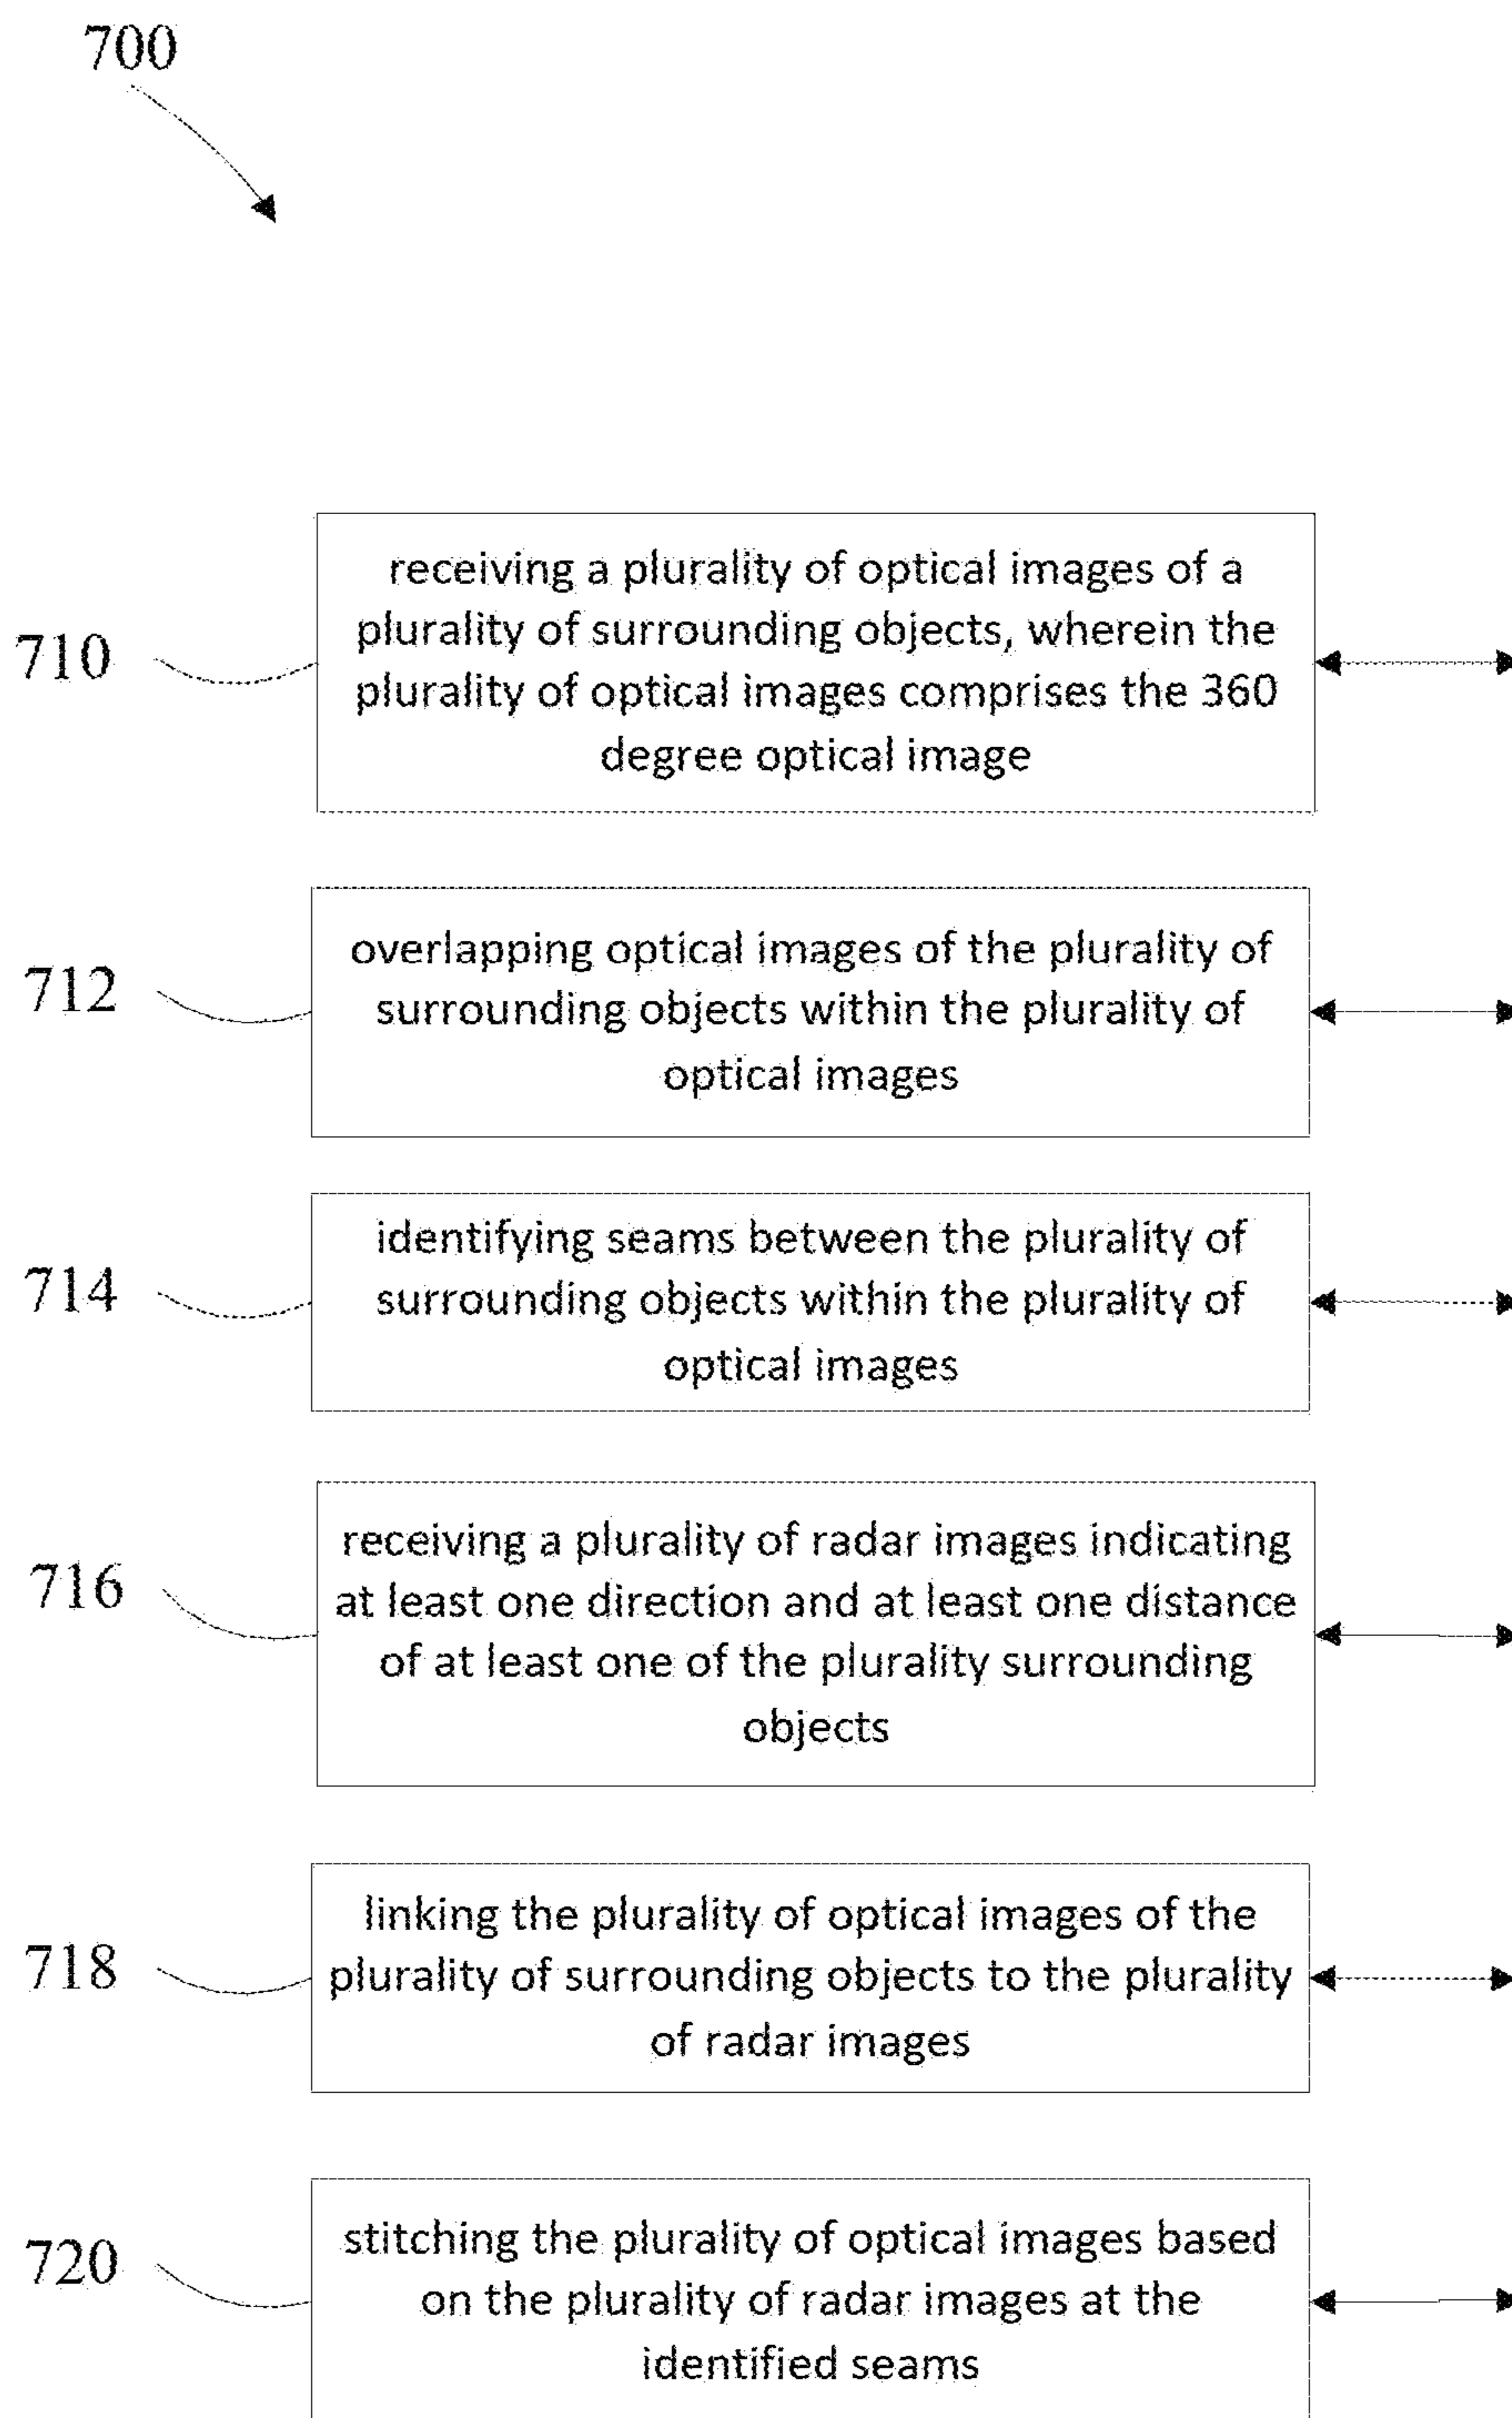 700
710
receiving a plurality of optical images of a
plurality of surrounding objects, wherein the
plurality of optical images comprises the 360
degree optical image
712
overlapping optical images of the plurality of
surrounding objects within the plurality of
optical images
714
identifying seams between the plurality of
surrounding objects within the plurality of
optical images
716
receiving a plurality of radar images indicating
at least one direction and at least one distance
of at least one of the plurality surrounding
objects
718
linking the plurality of optical images of the
plurality of surrounding objects to the plurality
of radar images
720
stitching the plurality of optical images based
on the plurality of radar images at the
identified seams